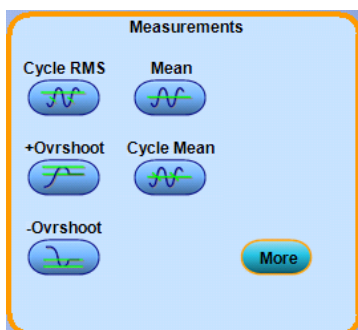 Measurements
Cycle RMS Mean
+Ovrshoot Cycle Mean
-Ovrshoot
More